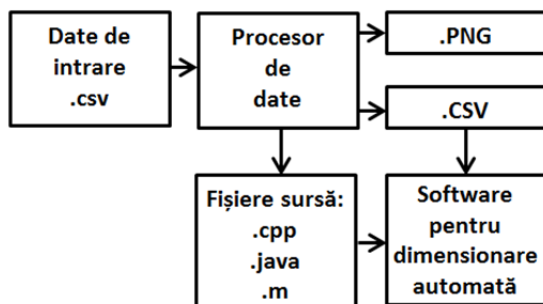 Date de
intrare
.csv
Procesor
de
date
.PNG
.CSV
Fișiere sursă:
.cpp
.java
.m
Software
pentru
dimensionare
automată